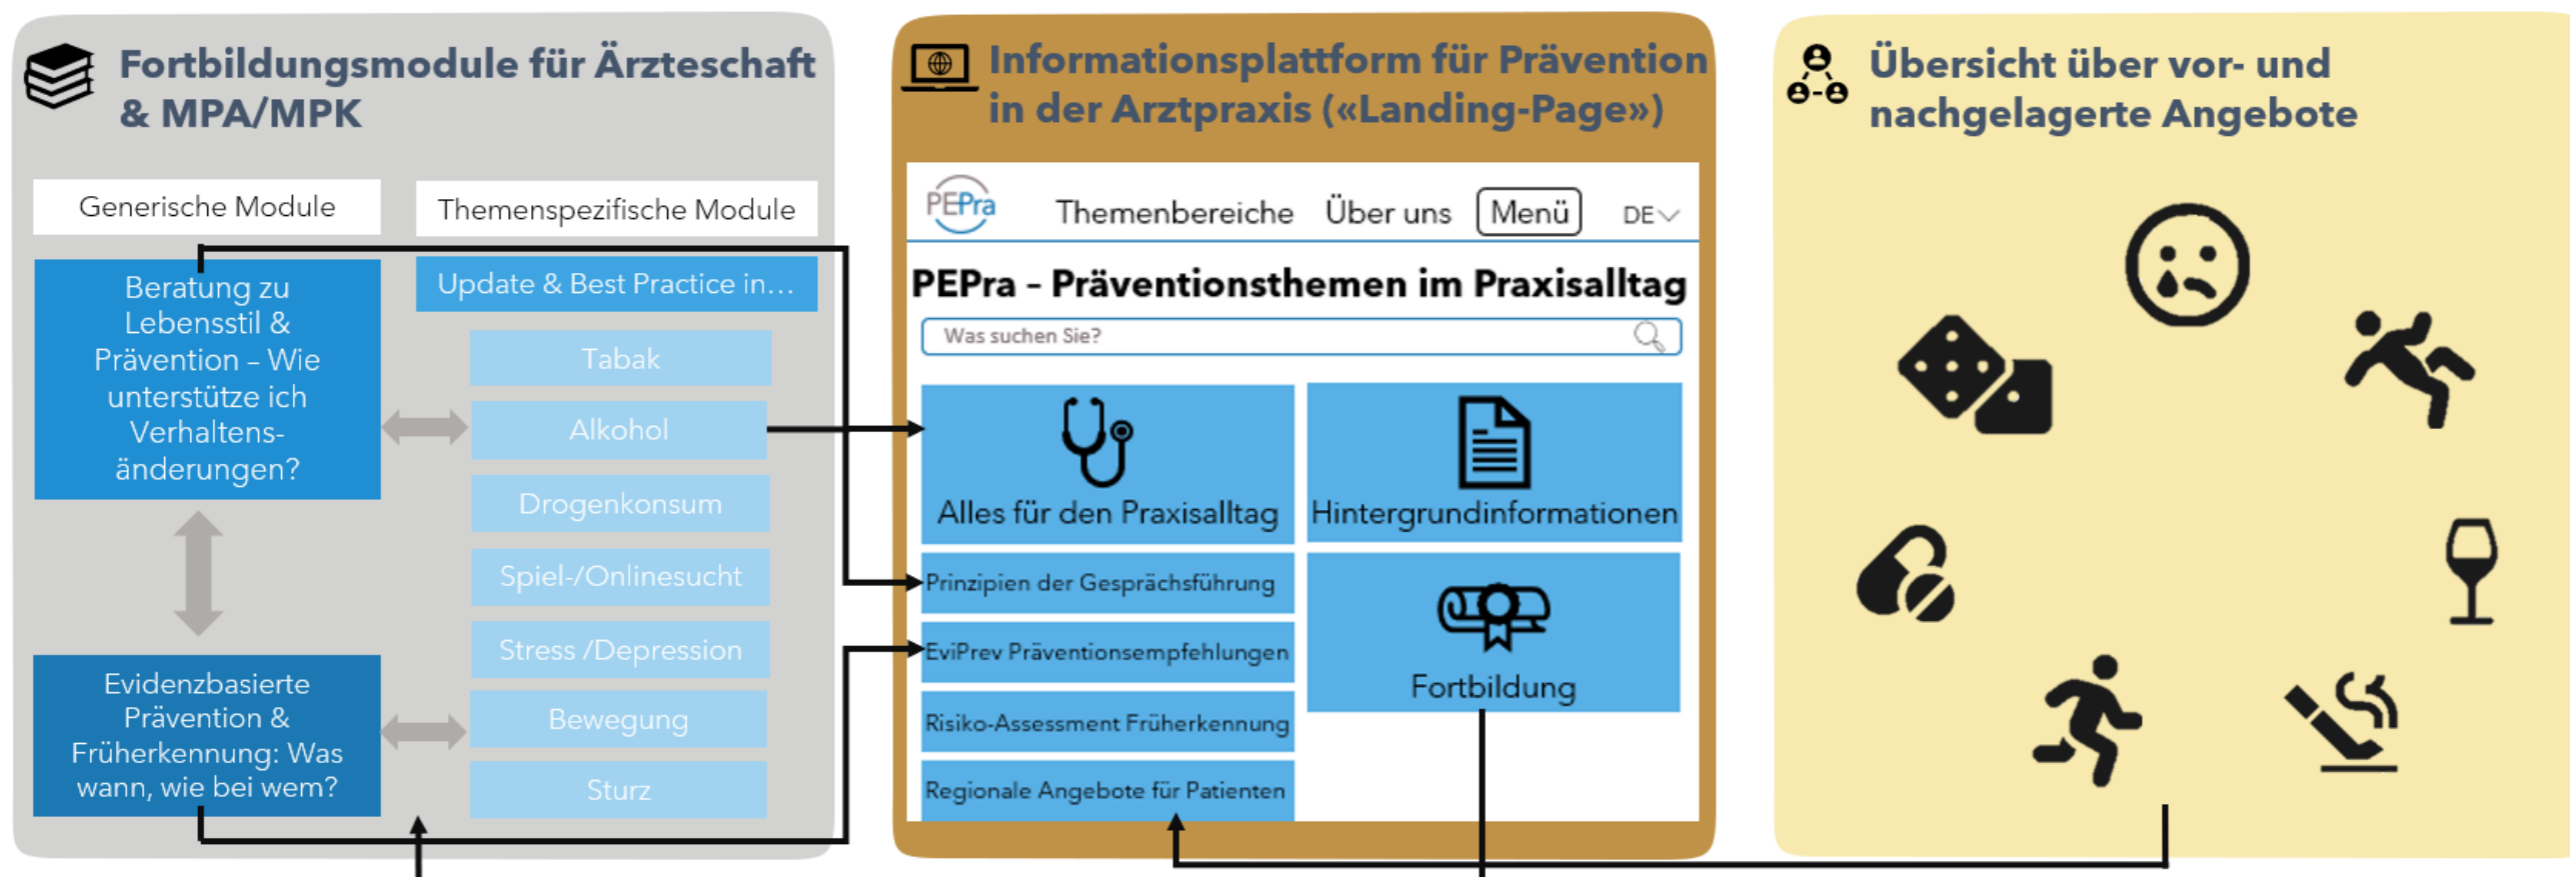 Fortbildungsmodule für Ärzteschaft
& MPA/MPK
Generische Module
Themenspezifische Module
Beratung zu
Lebensstil &
Prävention – Wie
unterstütze ich
Verhaltens-
änderungen?
Evidenzbasierte
Prävention &
Früherkennung: Was
wann, wie bei wem?
Update & Best Practice in…
Tabak
Alkohol
Drogenkonsum
Spiel-/Onlinesucht
Stress /Depression
Bewegung
Sturz
Informationsplattform für Prävention
in der Arztpraxis («Landing-Page»)
PEPra
Themenbereiche Über uns Menü DE
PEPra – Präventionsthemen im Praxisalltag
Was suchen Sie?
Alles für den Praxisalltag
Hintergrundinformationen
Prinzipien der Gesprächsführung
EviPrev Präventionsempfehlungen
Risiko-Assessment Früherkennung
Regionale Angebote für Patienten
Fortbildung
Übersicht über vor- und
nachgelagerte Angebote